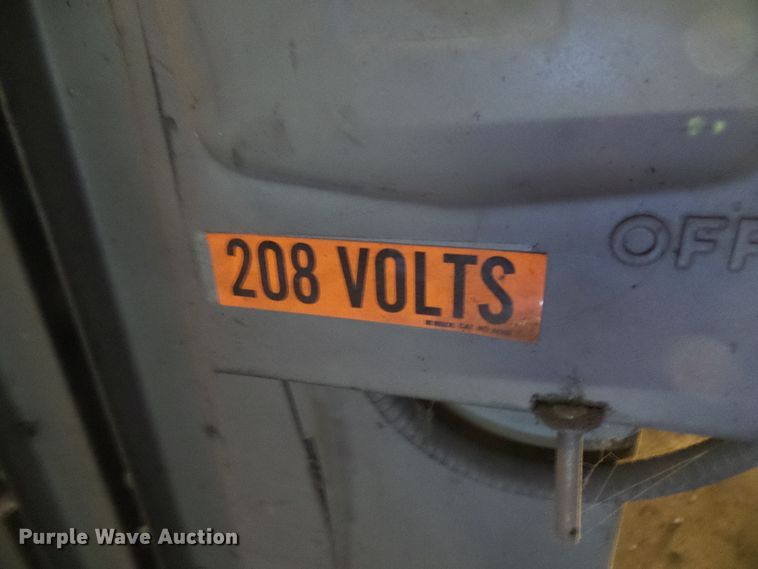 208 VOLTS
OFF
Purple Wave Auction